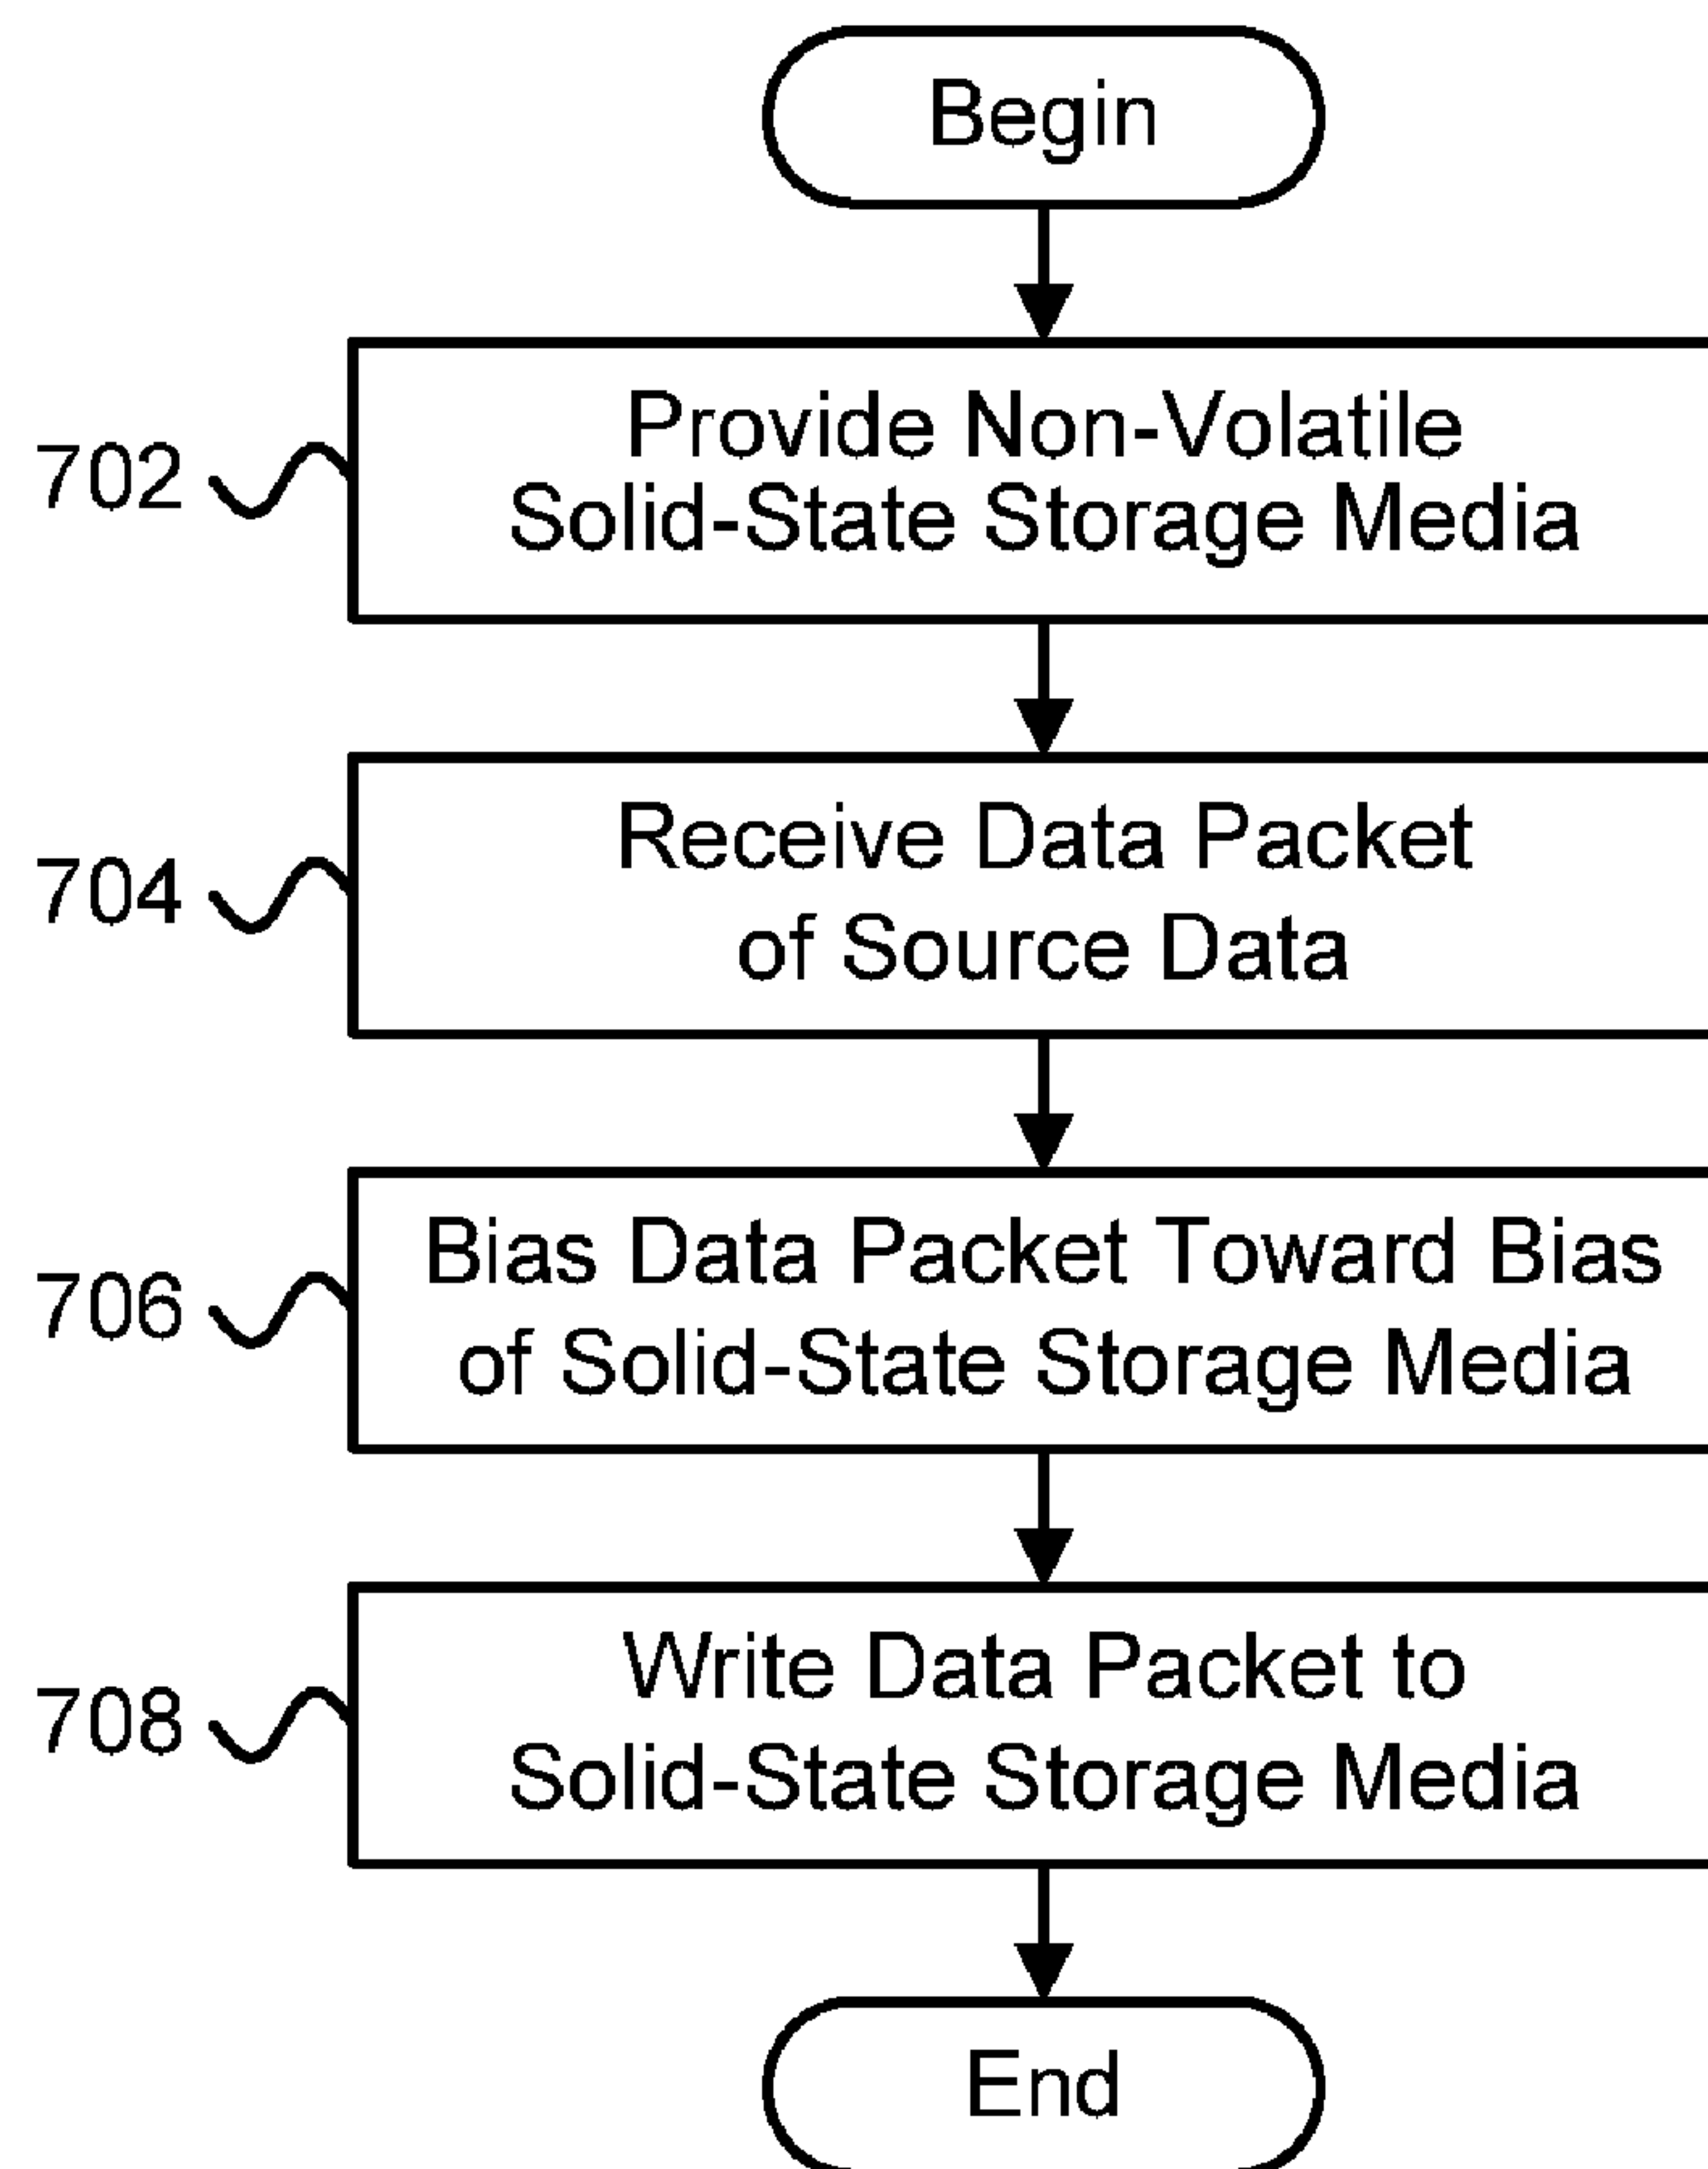 Begin
702
Provide Non-Volatile
Solid-State Storage Media
704
Receive Data Packet
of Source Data
706
Bias Data Packet Toward Bias
of Solid-State Storage Media
708
Write Data Packet to
Solid-State Storage Media
End